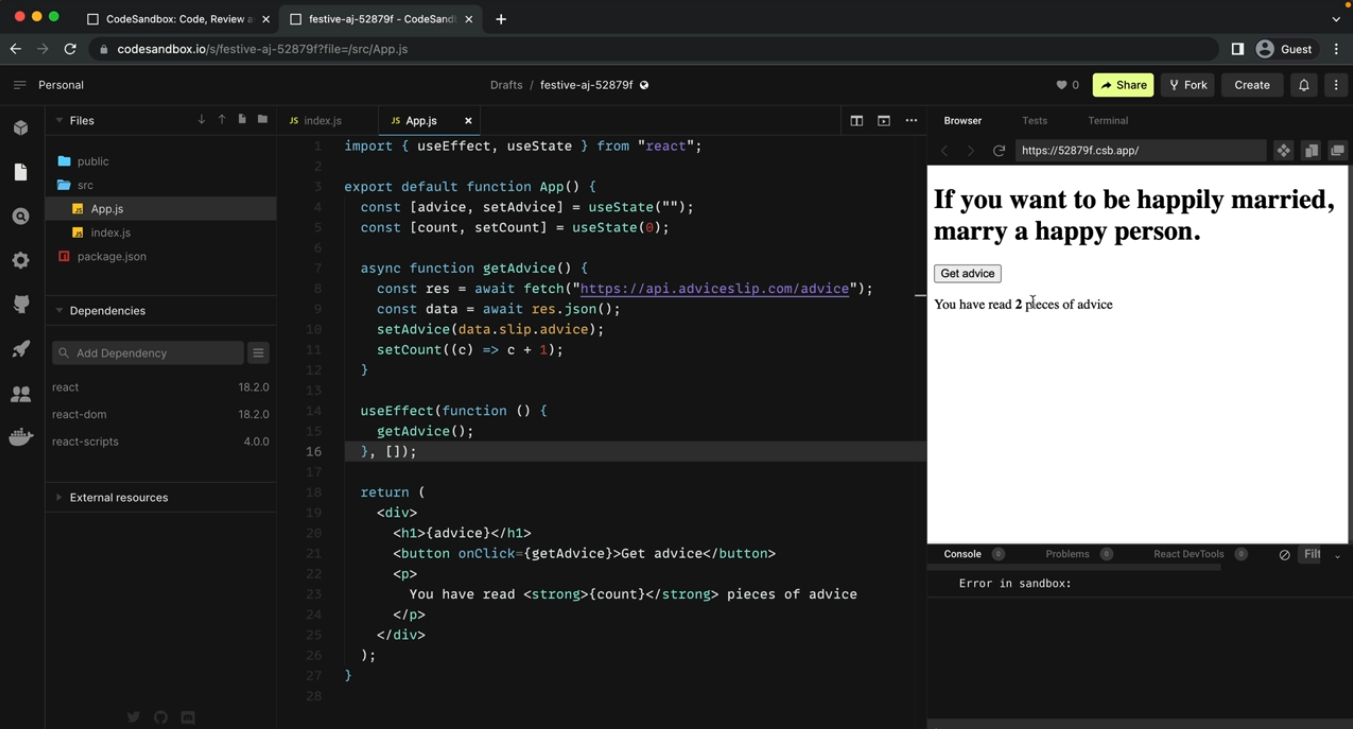 CodeSandbox: Code, Review a
festive-aj-52879f - CodeSandb
codesandbox.io/s/festive-aj-52879f?file=/src/App.js
Guest
Personal
Drafts / festive-aj-52879f
0
Share
Fork
Create
Files
public
src
App.js
index.js
package.json
Dependencies
Add Dependency
react 18.2.0
react-dom 18.2.0
react-scripts 4.0.0
External resources
JS index.js
JS App.js
1 import { useEffect, useState } from "react";
2
3 export default function App() {
4 const [advice, setAdvice] = useState("");
5 const [count, setCount] = useState(0);
6
7 async function getAdvice() {
8 const res = await fetch("https://api.adviceslip.com/advice");
9 const data = await res.json();
10 setAdvice(data.slip.advice);
11 setCount((c) => c + 1);
12 }
13
14 useEffect(function () {
15 getAdvice();
16 }, []);
17
18 return (
19 <div>
20 <h1>{advice}</h1>
21 <button onClick={getAdvice}>Get advice</button>
22 <p>
23 You have read <strong>{count}</strong> pieces of advice
24 </p>
25 </div>
26 );
27 }
28
Browser
Tests
Terminal
https://52879f.csb.app/
If you want to be happily married,
marry a happy person.
Get advice
You have read 2 pieces of advice
Console 0
Problems 0
React DevTools 0
Filt
Error in sandbox: